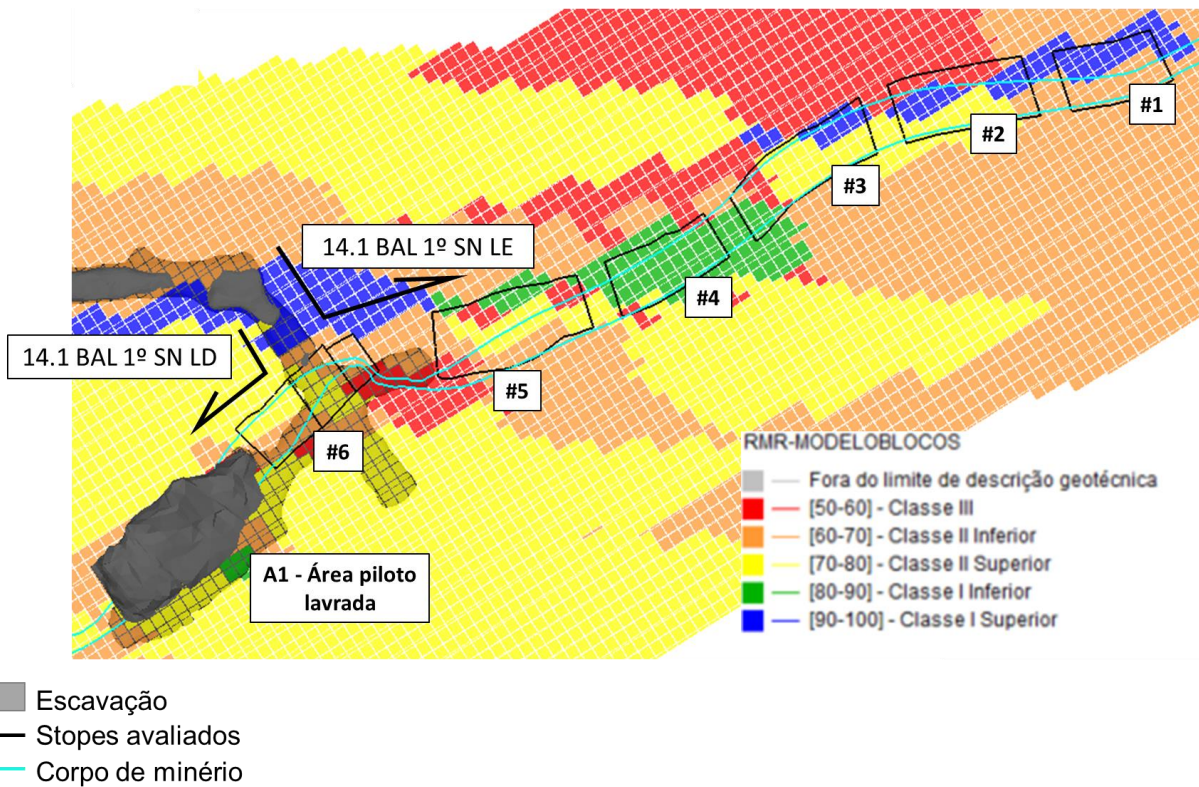 #1
#2
#3
14.1 BAL 1º SN LE
#4
14.1 BAL 1º SN LD
#5
#6
RMR-MODELOBLOCOS
Fora do limite de descrição geotécnica
[50-60] - Classe III
[60-70] - Classe II Inferior
[70-80] - Classe II Superior
[80-90] - Classe I Inferior
[90-100] - Classe I Superior
A1 - Área piloto
lavrada
Escavação
Stopes avaliados
Corpo de minério